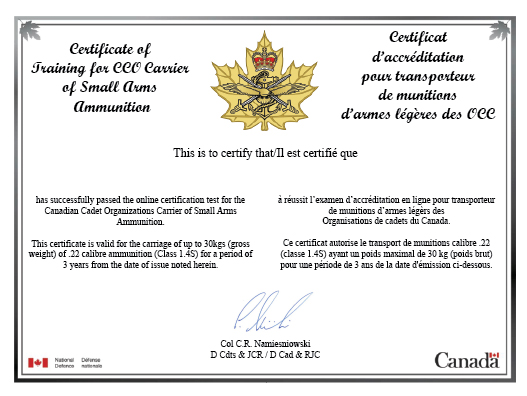 Certificate of
Training for CCO Carrier
of Small Arms
Ammunition
Certificat
d'accréditation
pour transporteur
de munitions
d'armes légères des OCC
This is to certify that/Il est certifié que
has successfully passed the online certification test for the
Canadian Cadet Organizations Carrier of Small Arms
Ammunition.
This certificate is valid for the carriage of up to 30kgs (gross
weight) of .22 calibre ammunition (Class 1.4S) for a period of
3 years from the date of issue noted herein.
à réussit l'examen d'accréditation en ligne pour transporteur
de munitions d'armes légèrs des
Organisations de cadets du Canada.
Ce certificat autorise le transport de munitions calibre .22
(classe 1.4S) ayant un poids maximal de 30 kg (poids brut)
pour une période de 3 ans de la date d'émission ci-dessous.
Col C.R. Namiesniowski
D Cdts & JCR / D Cad & RJC
National Défense
Defence nationale
Canada